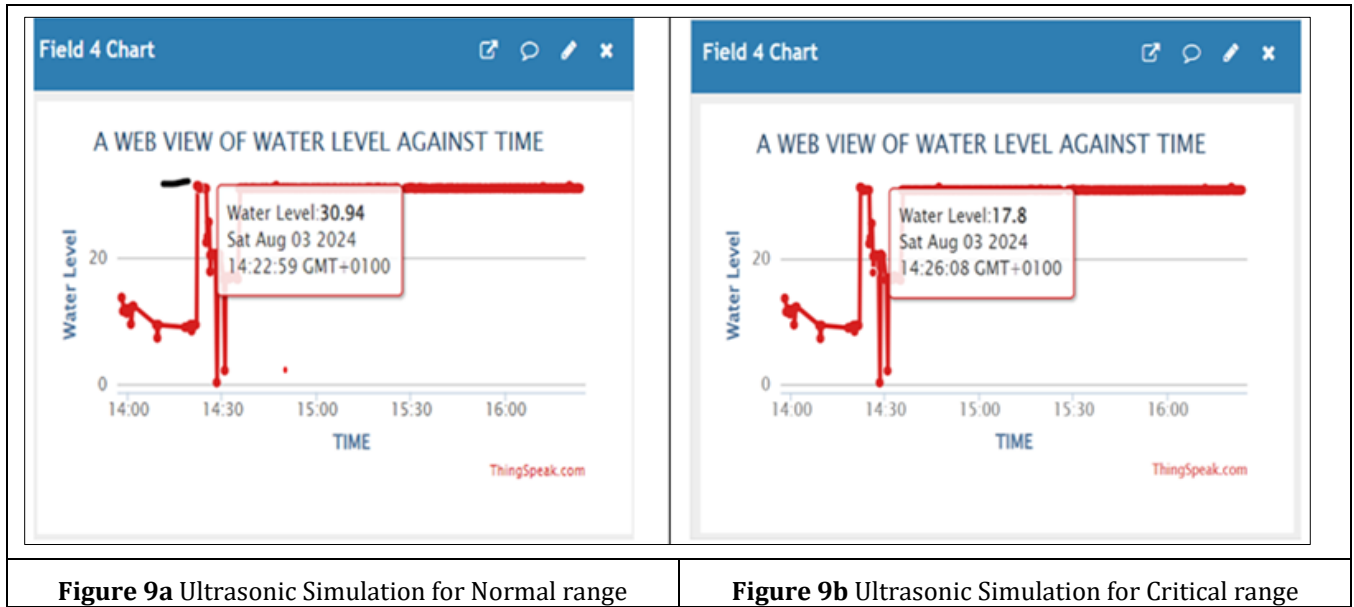 Field 4 Chart
A WEB VIEW OF WATER LEVEL AGAINST TIME
Water Level
20
0
Water Level:30.94
Sat Aug 03 2024
14:22:59 GMT+0100
14:00 14:30 15:00 15:30 16:00
TIME
ThingSpeak.com
Figure 9a Ultrasonic Simulation for Normal range
Field 4 Chart
A WEB VIEW OF WATER LEVEL AGAINST TIME
Water Level
20
0
Water Level:17.8
Sat Aug 03 2024
14:26:08 GMT+0100
14:00 14:30 15:00 15:30 16:00
TIME
ThingSpeak.com
Figure 9b Ultrasonic Simulation for Critical range